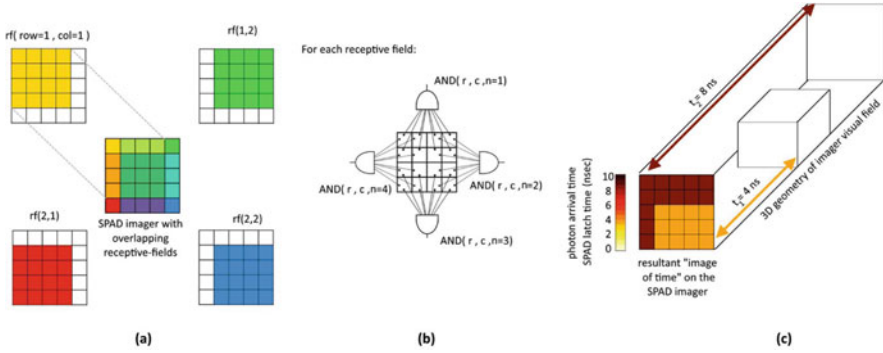 rf( row=1 , col=1 )
rf(1,2)
rf(2,1)
SPAD imager with
overlapping
receptive-fields
rf(2,2)
(a)
For each receptive field:
AND( r , c ,n=1)
AND( r , c ,n=4)
AND( r , c ,n=2)
AND( r , c ,n=3)
(b)
t₂= 8 ns
t₁= 4 ns
3D geometry of imager visual field
photon arrival time
SPAD latch time (nsec)
10
8
6
4
2
0
resultant "image
of time" on the
SPAD imager
(c)